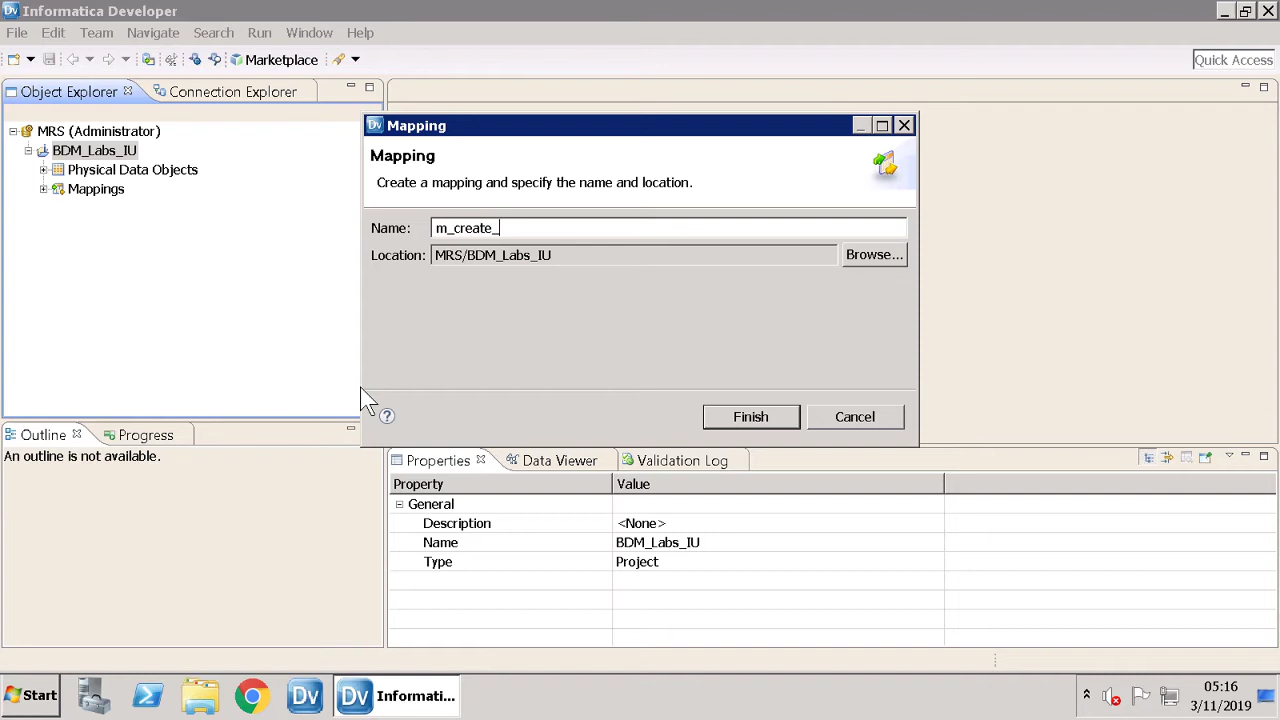 Informatica Developer
File Edit Team Navigate Search Run Window Help
Marketplace
Quick Access
Object Explorer
Connection Explorer
MRS (Administrator)
BDM_Labs_IU
Physical Data Objects
Mappings
Mapping
Mapping
Create a mapping and specify the name and location.
Name: m_create_
Location: MRS/BDM_Labs_IU Browse...
Finish Cancel
Outline Progress
An outline is not available.
Properties Data Viewer Validation Log
Property Value
General
Description <None>
Name BDM_Labs_IU
Type Project
Start
Informati...
05:16
3/11/2019